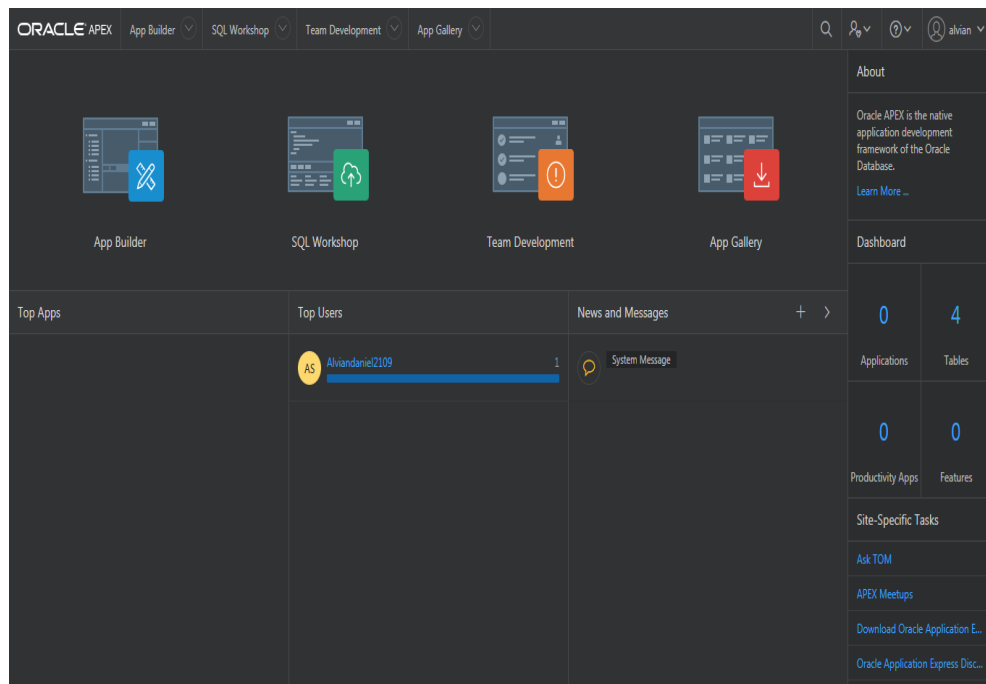 ORACLE APEX App Builder SQL Workshop Team Development App Gallery alvian
App Builder
SQL Workshop
Team Development
App Gallery
Top Apps
Top Users
AS Alviandaniel2109 1
News and Messages
System Message
About
Oracle APEX is the native
application development
framework of the Oracle
Database.
Learn More ...
Dashboard
0
Applications
4
Tables
0
Productivity Apps
0
Features
Site-Specific Tasks
Ask TOM
APEX Meetups
Download Oracle Application E...
Oracle Application Express Disc...